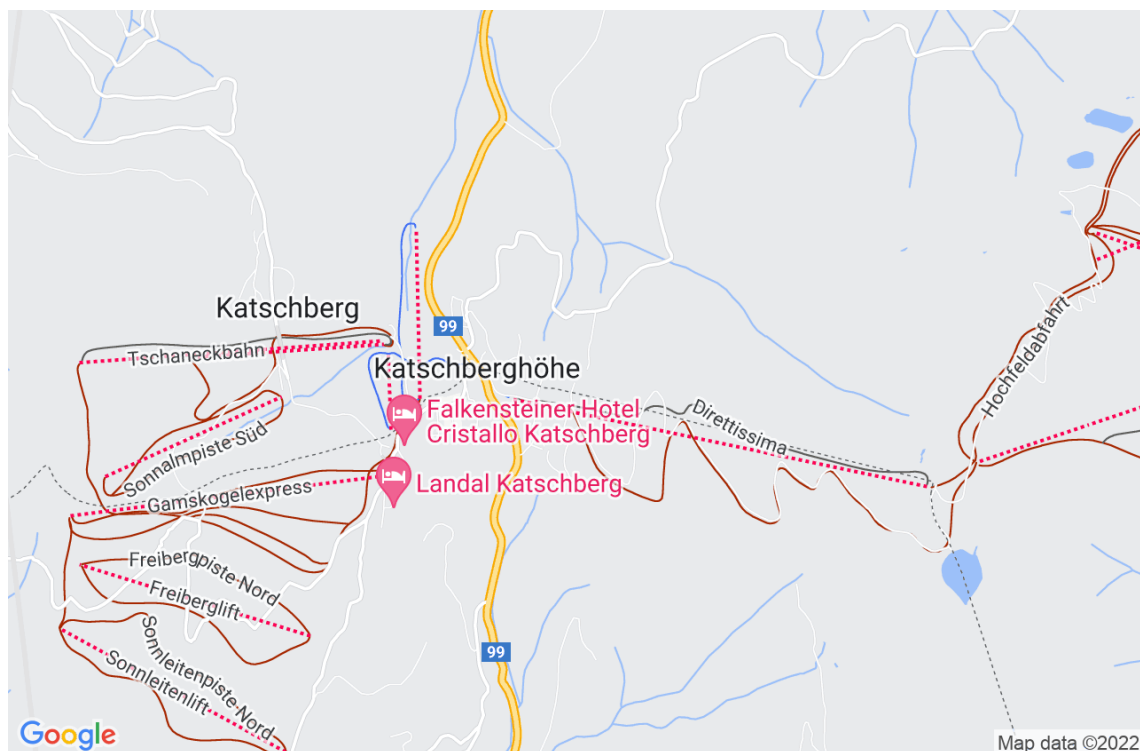 Hochfeldabfahrt
Katschberg
99
Tschaneckbahn
Katschberghöhe
Direttissima
Falkensteiner Hotel
Cristallo Katschberg
Sonnalmpiste Süd
Landal Katschberg
Gamskogelexpress
Freibergpiste Nord
Freiberglift
Sonnleitenpiste Nord
Sonnleitenlift
99
Google
Map data ©2022